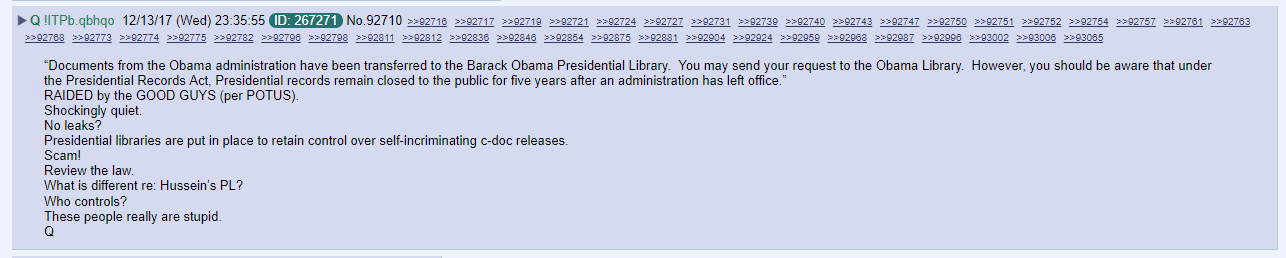 ▶ Q !ITPb.qbhqo 12/13/17 (Wed) 23:35:55 ID: 267271 No.92710 >>92716 >>92717 >>92719 >>92721 >>92724 >>92727 >>92731 >>92739 >>92740 >>92743 >>92747 >>92750 >>92751 >>92752 >>92754 >>92757 >>92761 >>92763
>>92768 >>92773 >>92774 >>92775 >>92782 >>92796 >>92798 >>92811 >>92812 >>92836 >>92846 >>92854 >>92875 >>92881 >>92904 >>92924 >>92959 >>92968 >>92987 >>92996 >>93002 >>93006 >>93065
“Documents from the Obama administration have been transferred to the Barack Obama Presidential Library.  You may send your request to the Obama Library.  However, you should be aware that under
the Presidential Records Act, Presidential records remain closed to the public for five years after an administration has left office.”
RAIDED by the GOOD GUYS (per POTUS).
Shockingly quiet.
No leaks?
Presidential libraries are put in place to retain control over self-incriminating c-doc releases.
Scam!
Review the law.
What is different re: Hussein’s PL?
Who controls?
These people really are stupid.
Q